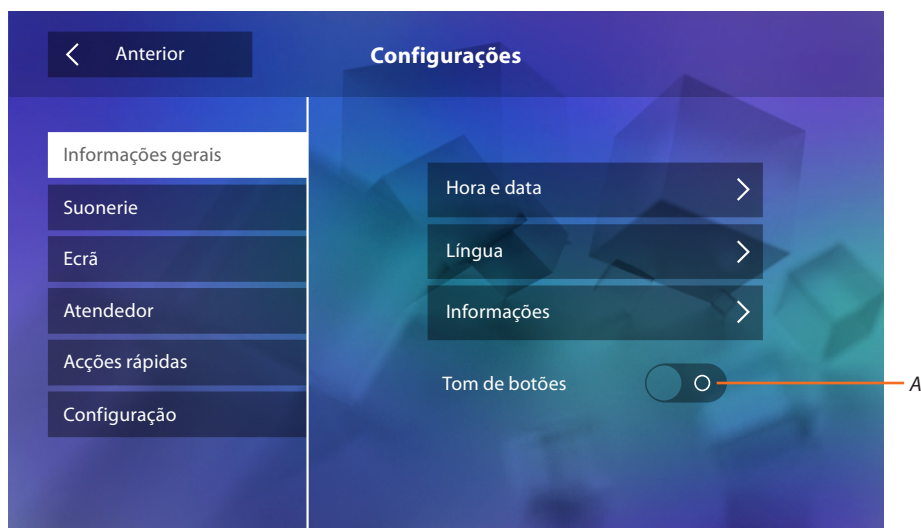 Anterior
Configurações
Informações gerais
Suonerie
Ecrã
Atendedor
Acções rápidas
Configuração
Hora e data
Língua
Informações
Tom de botões
A